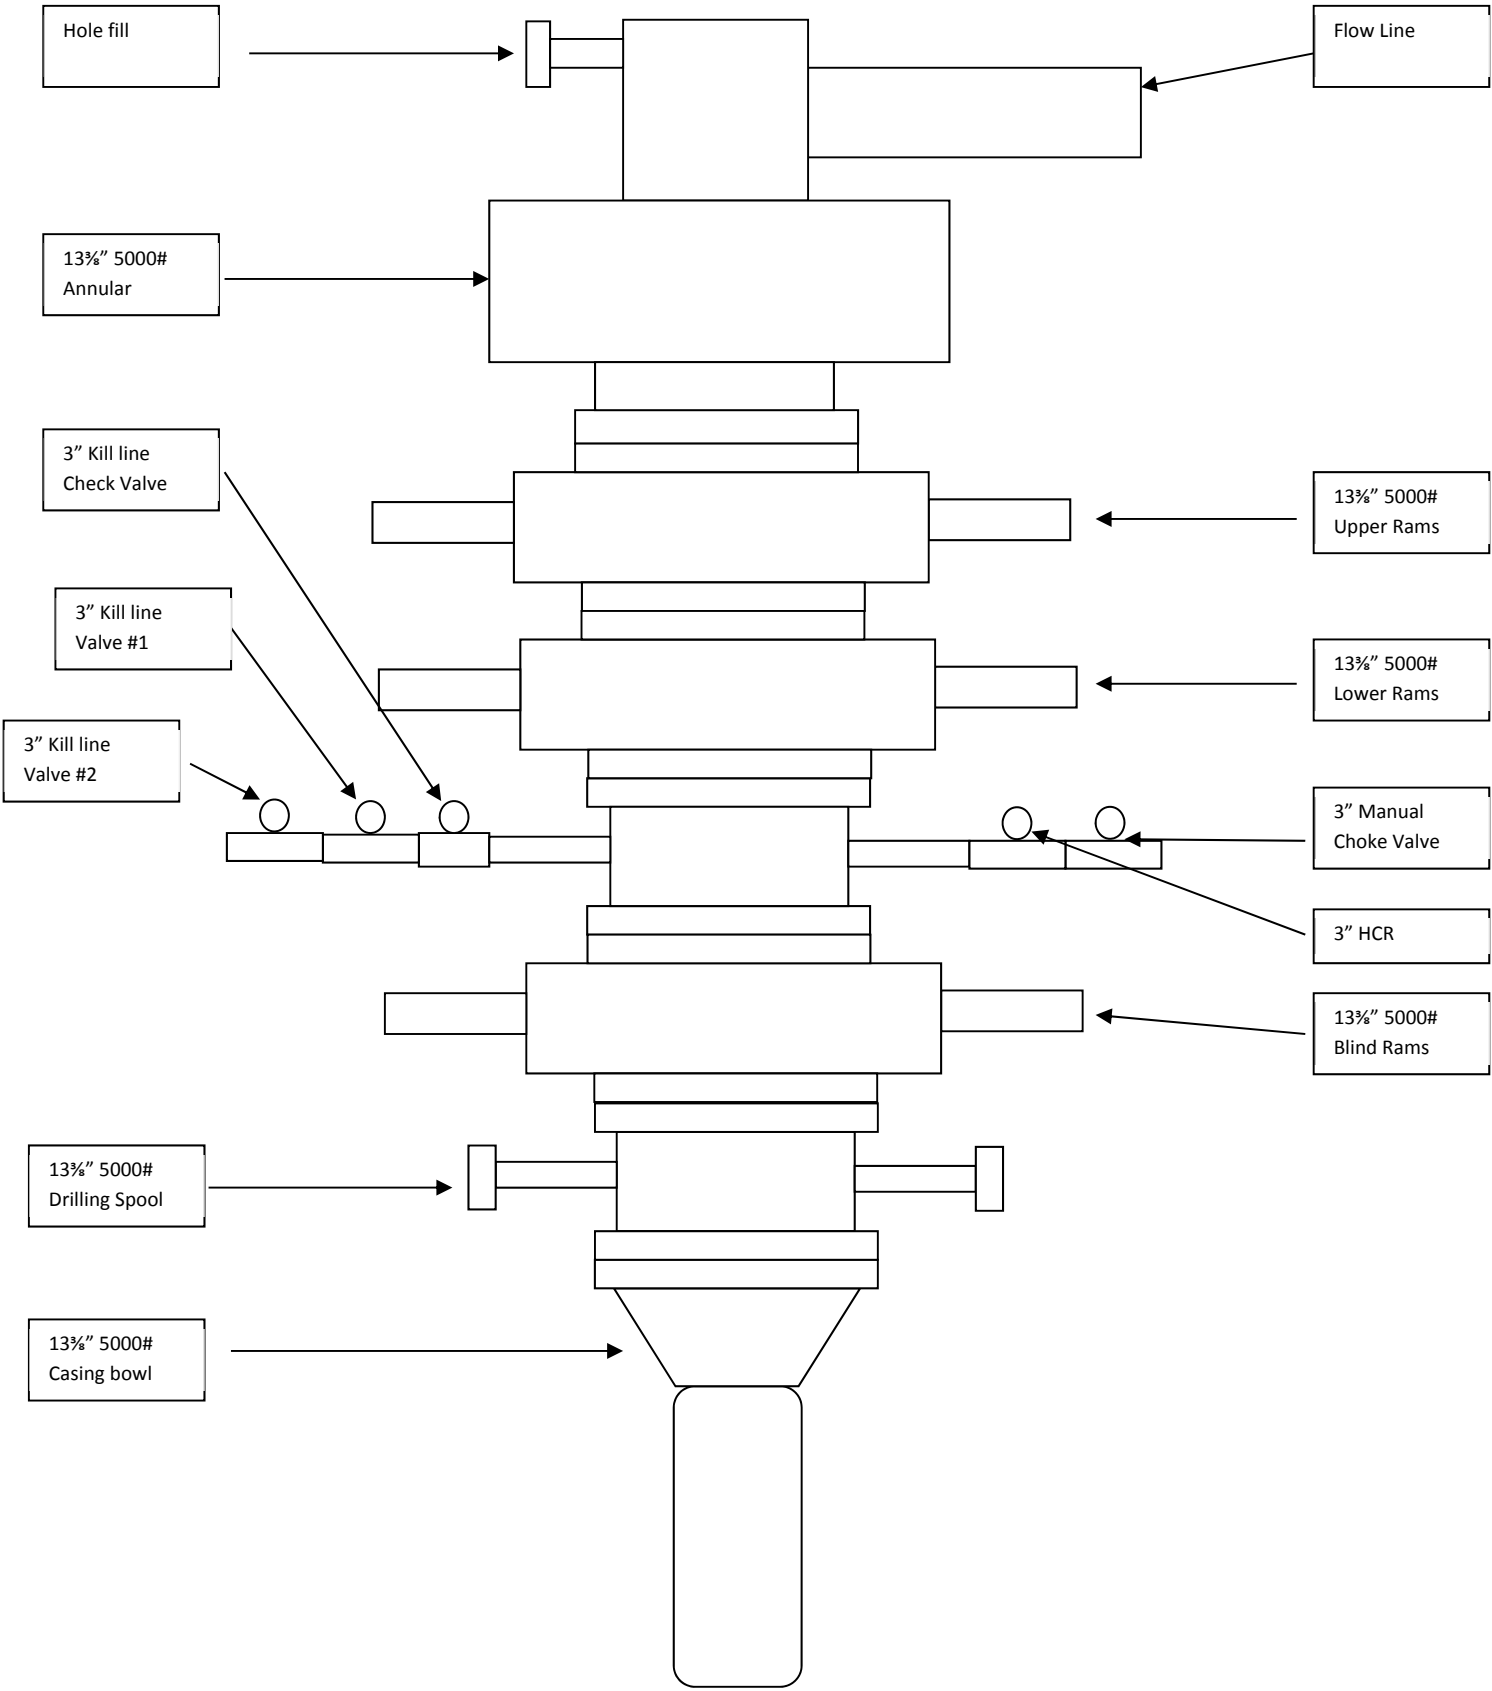 Hole fill
Flow Line
13⅜” 5000#
Annular
3” Kill line
Check Valve
13⅜” 5000#
Upper Rams
3” Kill line
Valve #1
13⅜” 5000#
Lower Rams
3” Kill line
Valve #2
3” Manual
Choke Valve
3” HCR
13⅜” 5000#
Blind Rams
13⅜” 5000#
Drilling Spool
13⅜” 5000#
Casing bowl